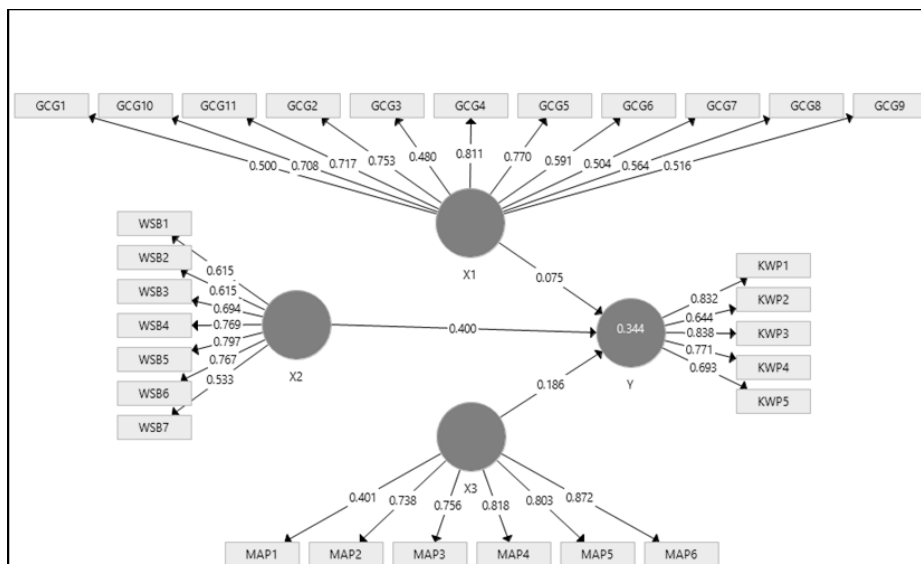 GCG1 GCG10 GCG11 GCG2 GCG3 GCG4 GCG5 GCG6 GCG7 GCG8 GCG9
0.500 0.708 0.717 0.753 0.480 0.811 0.770 0.591 0.504 0.564 0.516
X1
WSB1
WSB2
WSB3
WSB4
WSB5
WSB6
WSB7
0.615
0.615
0.694
0.769
0.797
0.767
0.533
X2
0.075
0.400
0.186
0.344
Y
KWP1
KWP2
KWP3
KWP4
KWP5
0.832
0.644
0.838
0.771
0.693
X3
0.401 0.738 0.756 0.818 0.803 0.872
MAP1 MAP2 MAP3 MAP4 MAP5 MAP6